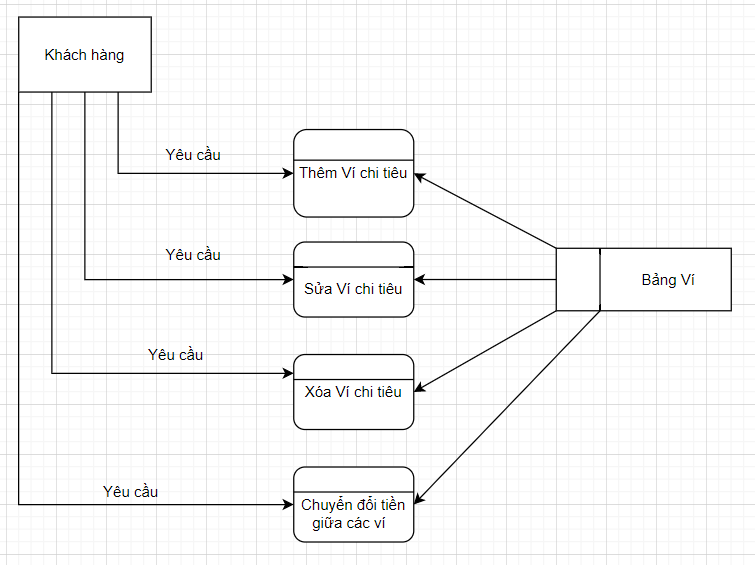 Khách hàng
Yêu cầu
Thêm Ví chi tiêu
Yêu cầu
Sửa Ví chi tiêu
Bảng Ví
Yêu cầu
Xóa Ví chi tiêu
Yêu cầu
Chuyển đổi tiền
giữa các ví